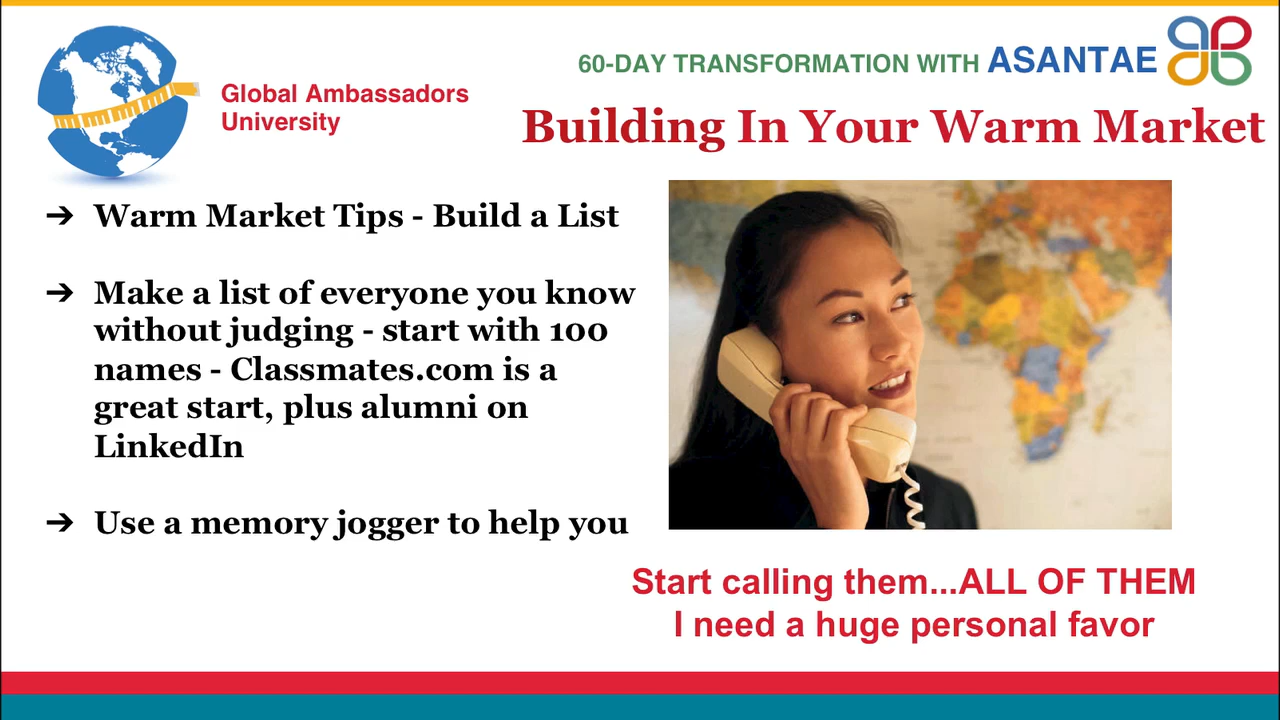 Global Ambassadors
University
60-DAY TRANSFORMATION WITH ASANTAE
Building In Your Warm Market
➔ Warm Market Tips - Build a List
➔ Make a list of everyone you know
without judging - start with 100
names - Classmates.com is a
great start, plus alumni on
LinkedIn
➔ Use a memory jogger to help you
Start calling them...ALL OF THEM
I need a huge personal favor